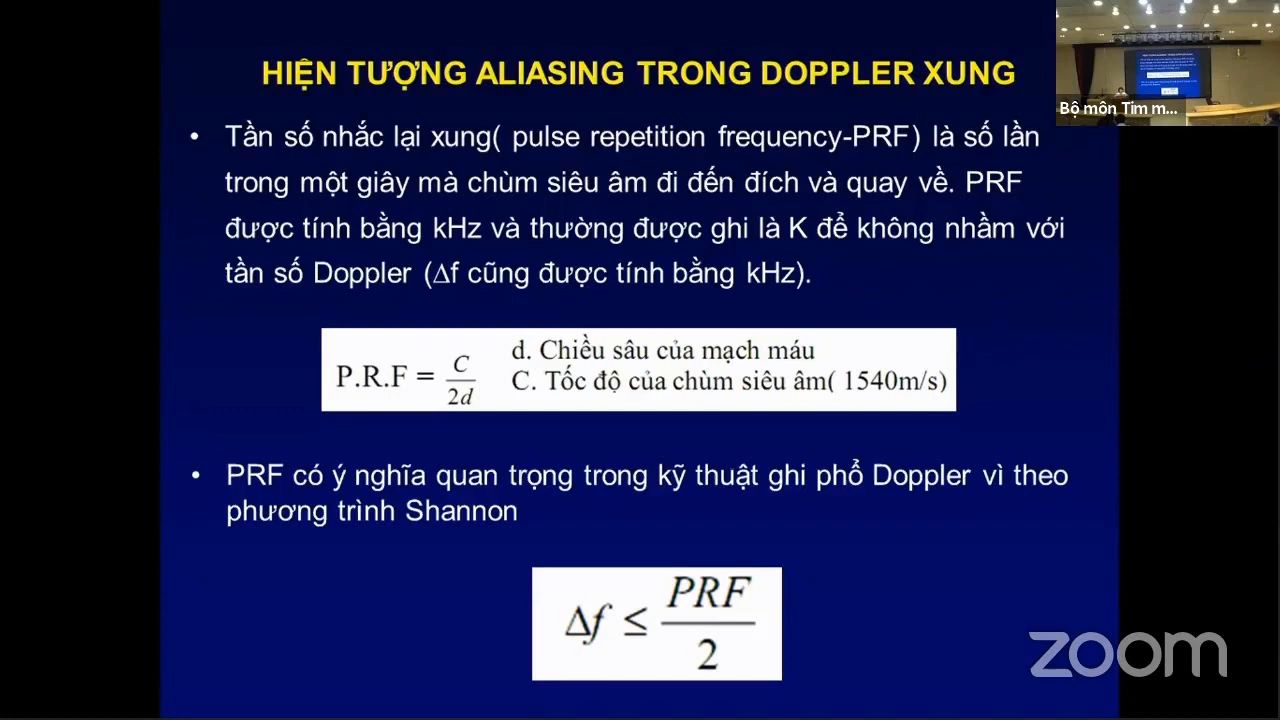 HIỆN TƯỢNG ALIASING TRONG DOPPLER XUNG
Bộ môn Tim m...
• Tần số nhắc lại xung( pulse repetition frequency-PRF) là số lần
trong một giây mà chùm siêu âm đi đến đích và quay về. PRF
được tính bằng kHz và thường được ghi là K để không nhầm với
tần số Doppler (∆f cũng được tính bằng kHz).
P.R.F = C/2d
d. Chiều sâu của mạch máu
C. Tốc độ của chùm siêu âm( 1540m/s)
• PRF có ý nghĩa quan trọng trong kỹ thuật ghi phổ Doppler vì theo
phương trình Shannon
Δf ≤ PRF/2
zoom